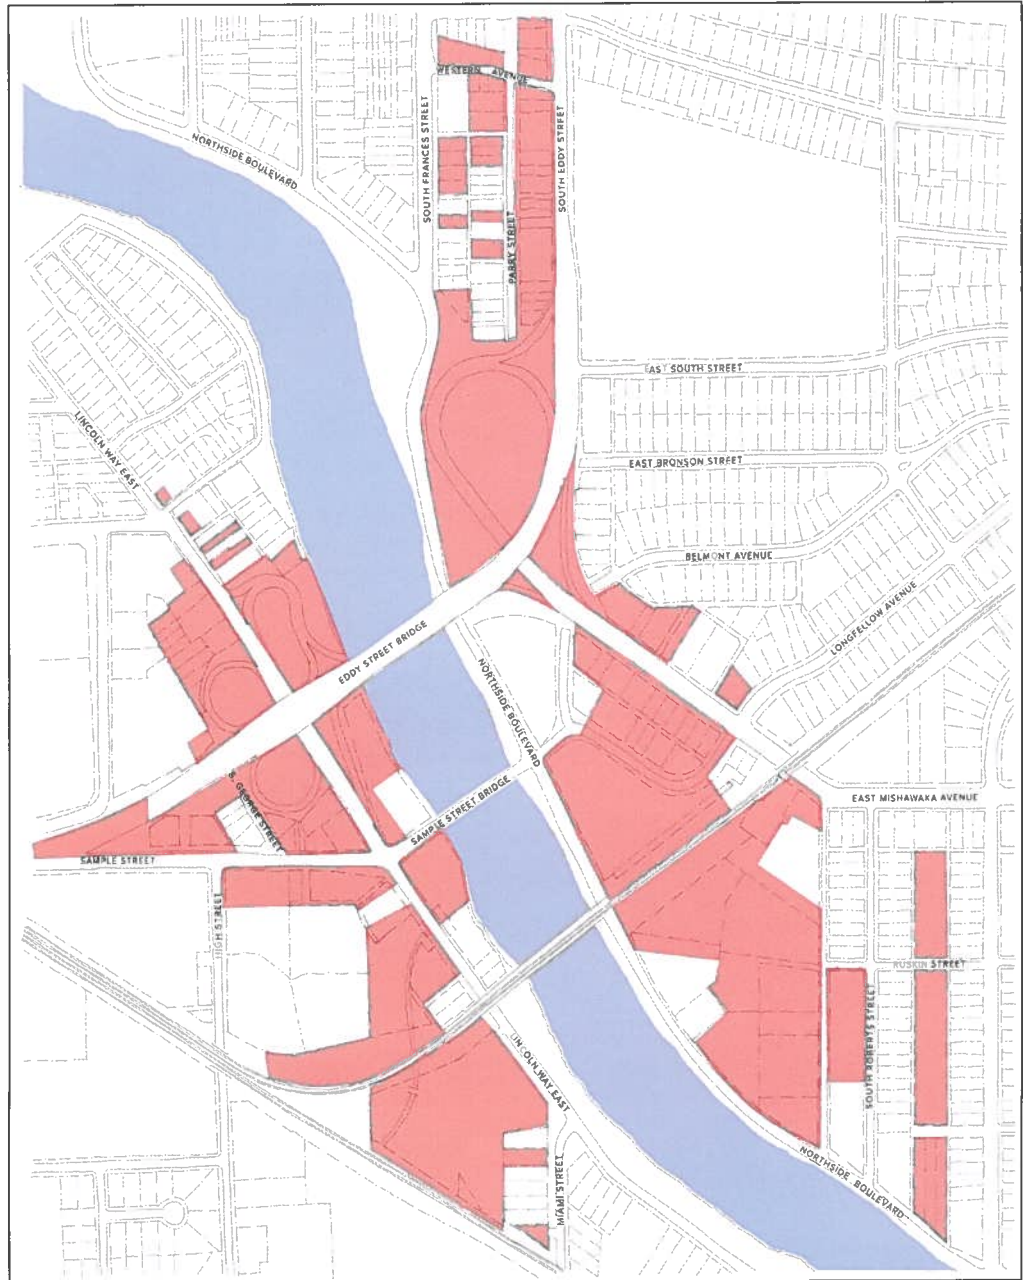 WESTERN AVENUE
NORTHSIDE BOULEVARD
SOUTH FRANCES STREET
SOUTH EDDY STREET
PARRY STREET
EAST SOUTH STREET
LINCOLN WAY EAST
EAST BRONSON STREET
BELMONT AVENUE
LONGFELLOW AVENUE
EDDY STREET BRIDGE
NORTHSIDE BOULEVARD
S. GEORGE STREET
SAMPLE STREET BRIDGE
EAST MISHAWAKA AVENUE
SAMPLE STREET
HIGH STREET
RUSKIN STREET
SOUTH ROBERTS STREET
LINCOLN WAY EAST
MIAMI STREET
NORTHSIDE BOULEVARD